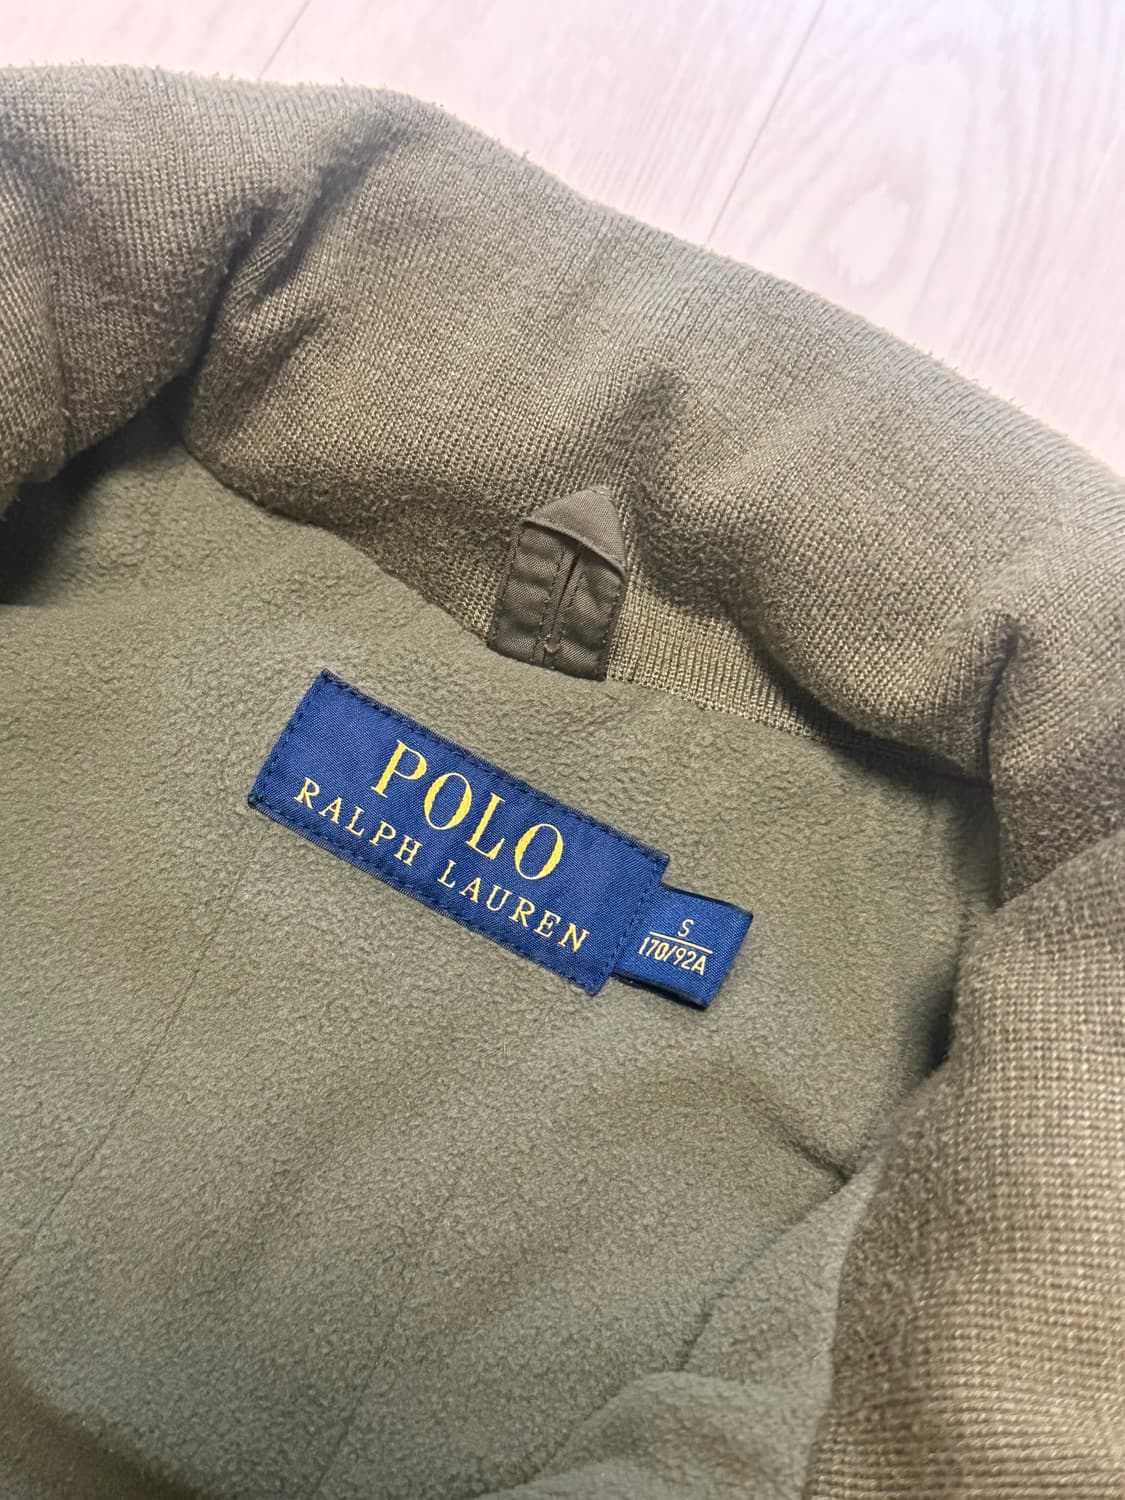 POLO
RALPH LAUREN
S
170/92A